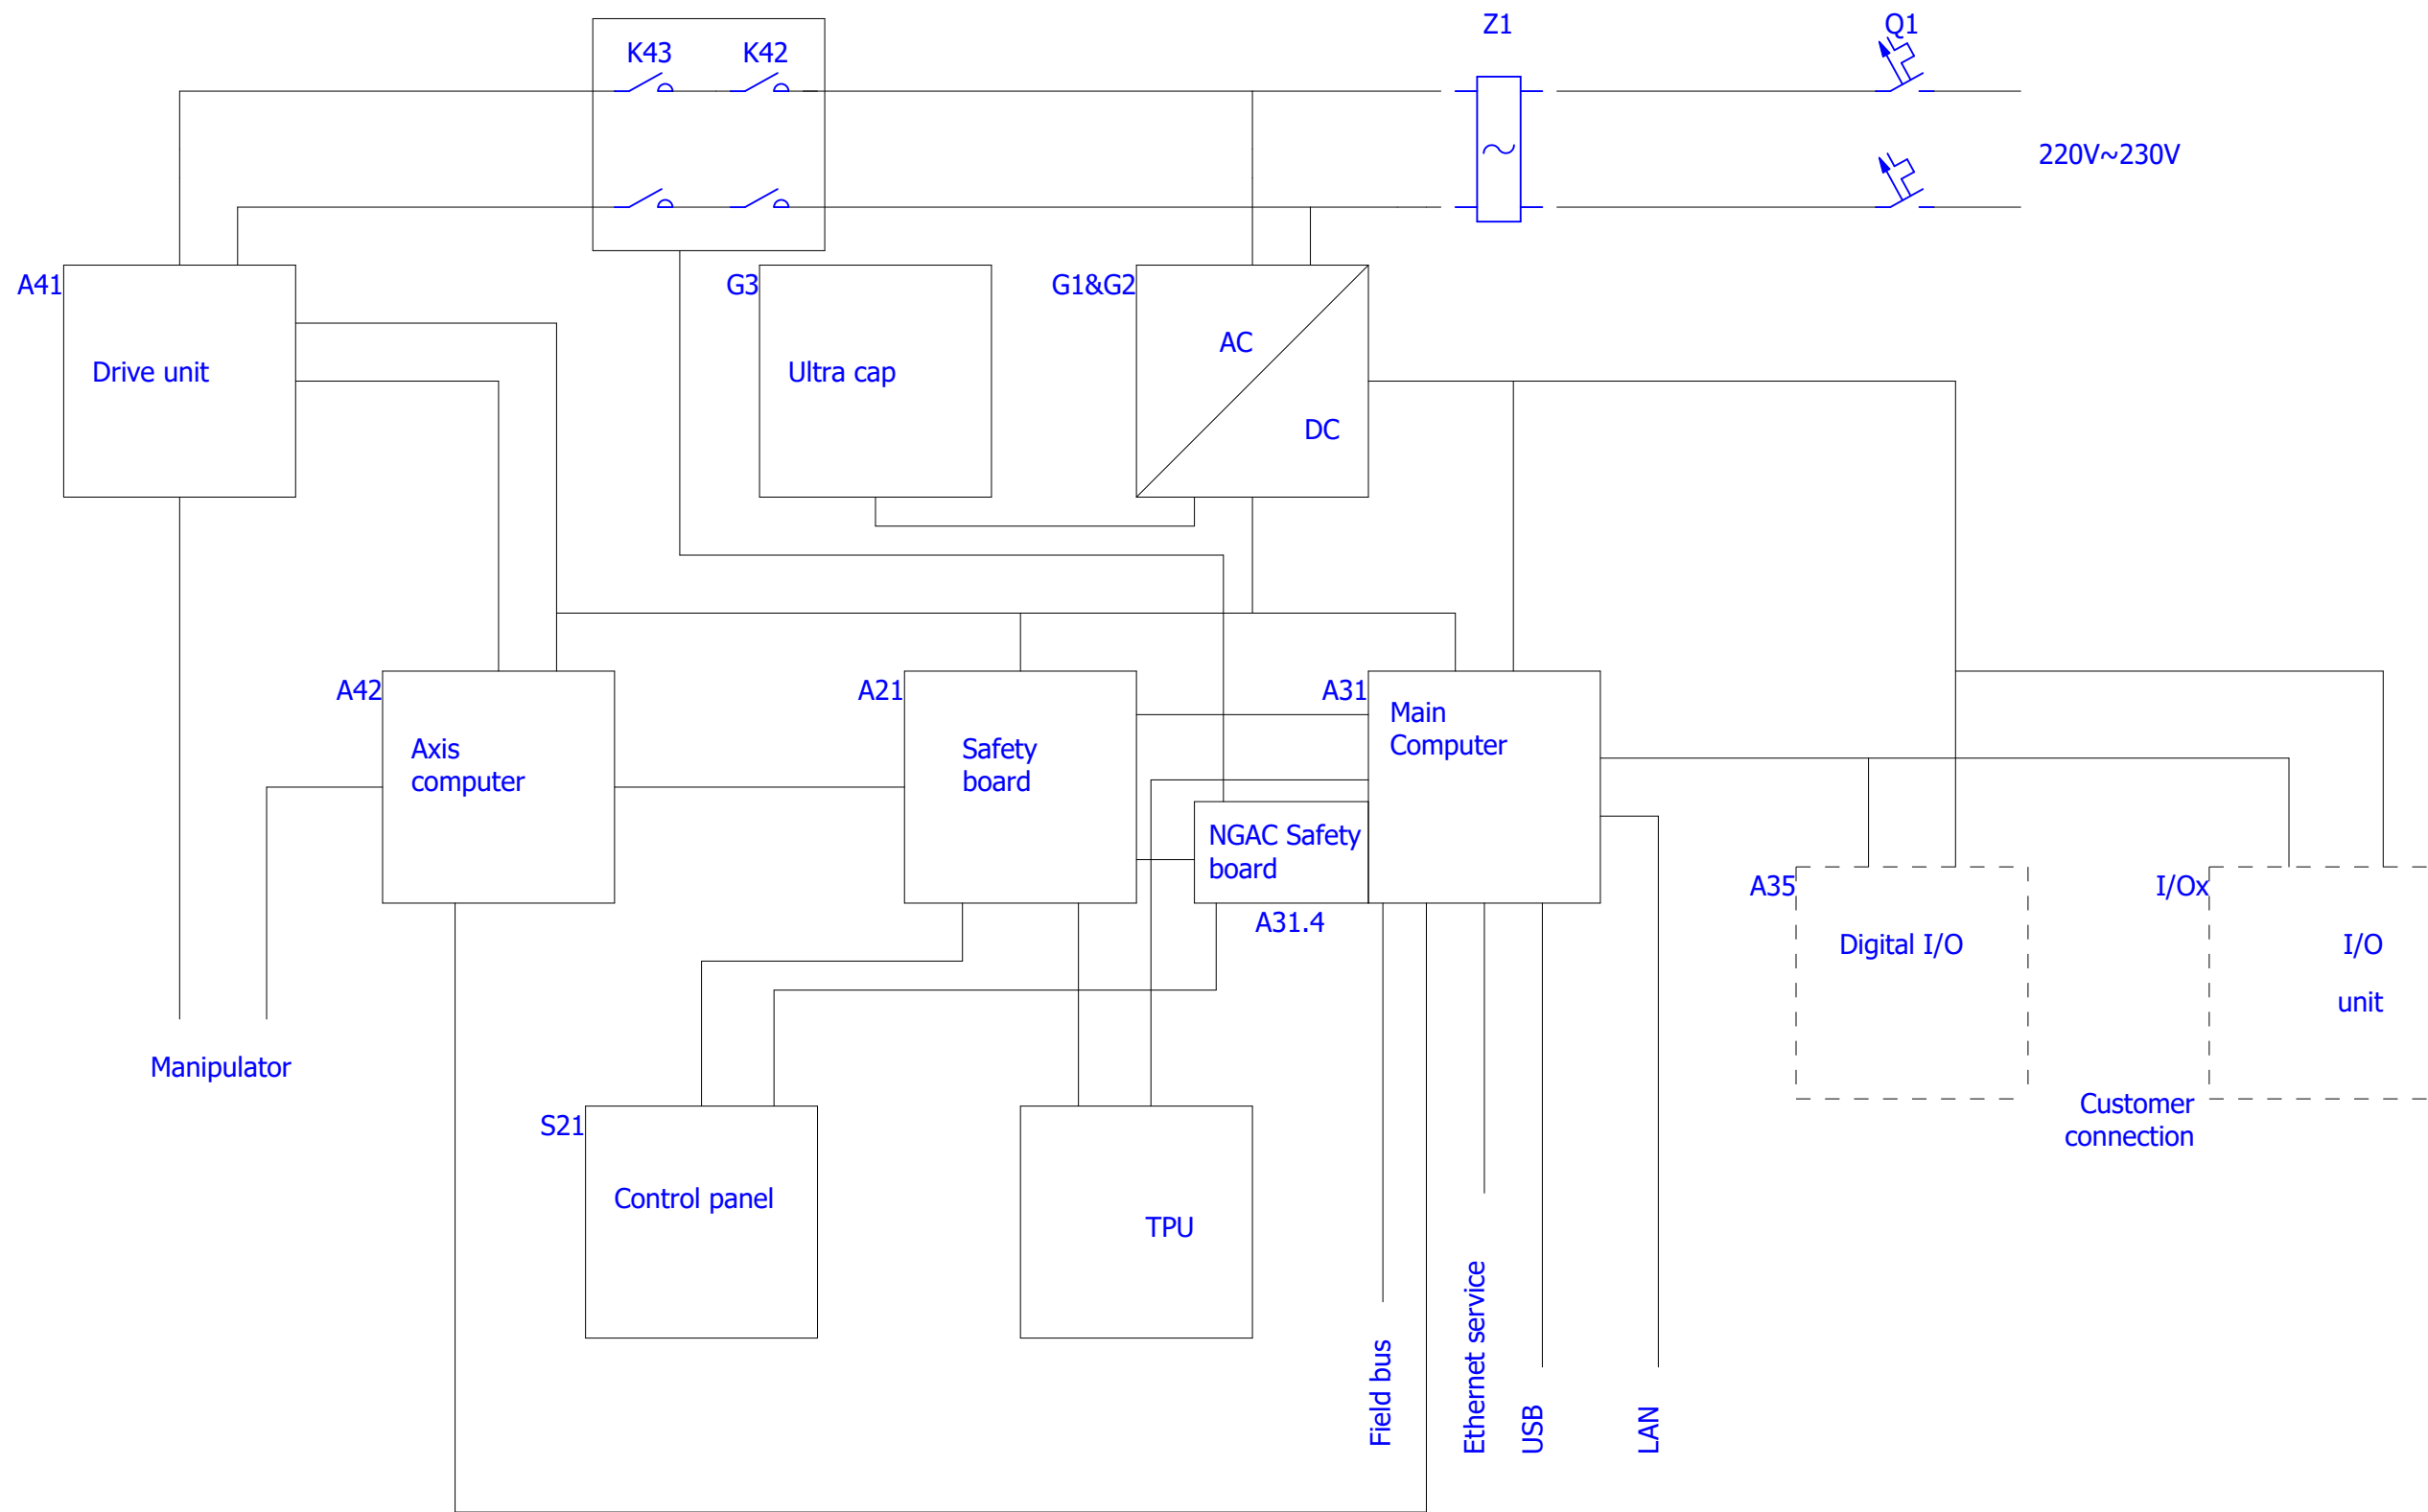 Z1
Q1
K43
K42
220V~230V
A41
G3
G1&G2
Drive unit
Ultra cap
AC
DC
A42
A21
A31
Main
Computer
Axis
computer
Safety
board
NGAC Safety
board
A31.4
A35
I/Ox
Digital I/O
I/O
unit
Manipulator
Customer
connection
S21
Control panel
TPU
Field bus
Ethernet service
USB
LAN